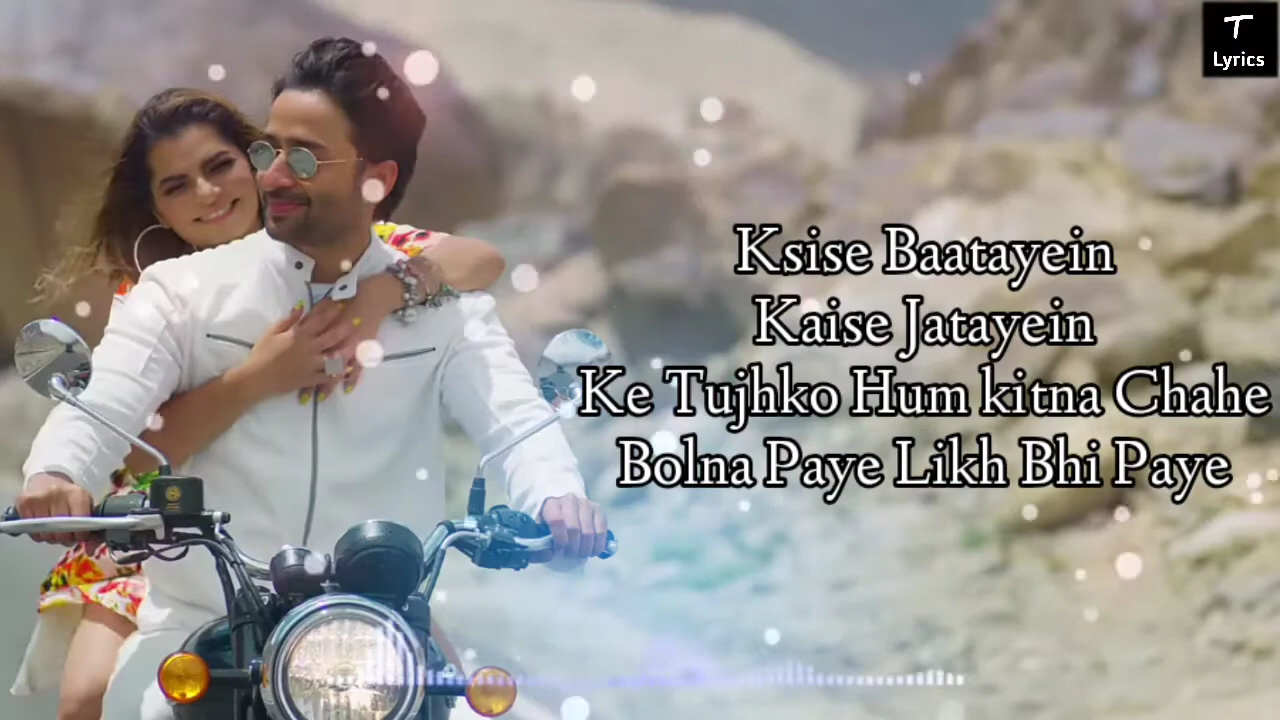 T
Lyrics
Ksise Baatayein
Kaise Jatayein
Ke Tujhko Hum kitna Chahe
Bolna Paye Likh Bhi Paye